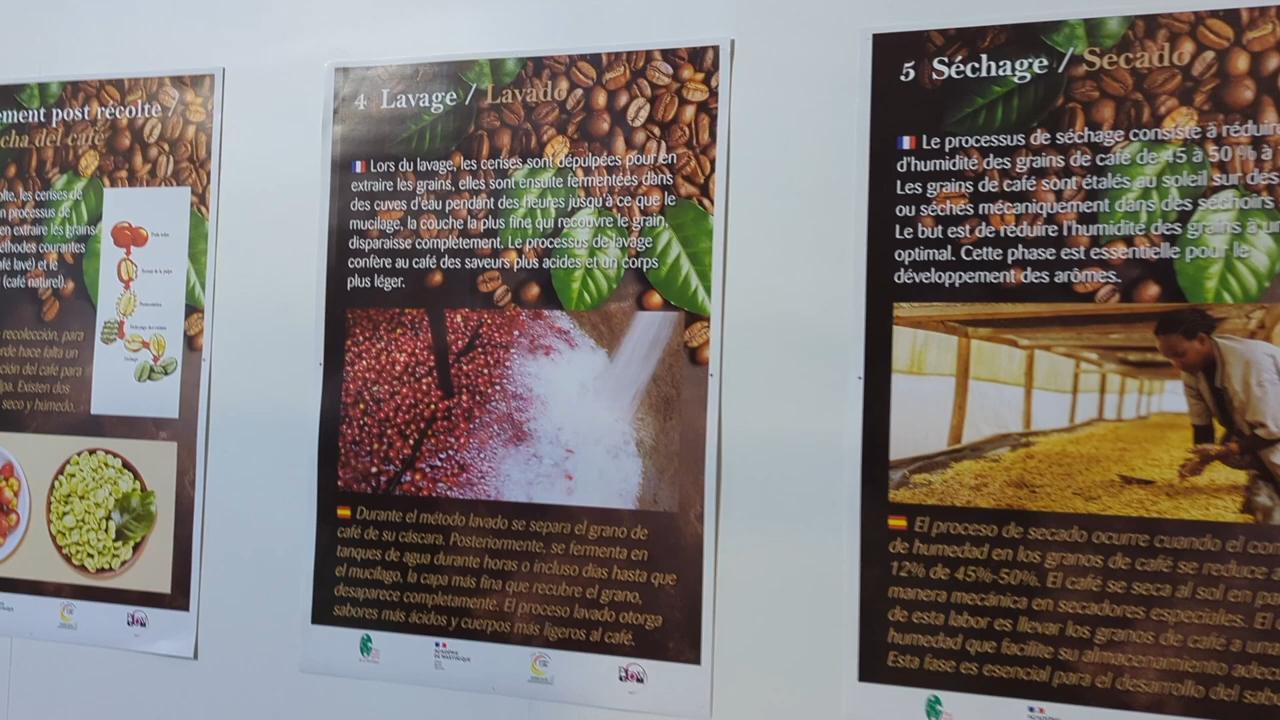 ement post récolte /
cha del café
olte, les cerises de
n processus de
en extraire les grains
éthodes courantes
afé lavé) et le
(café naturel).
recolección, para
erde hace falta un
ción del café para
lpa. Existen dos
seco y húmedo.
4 Lavage / Lavado
Lors du lavage, les cerises sont dépulpées pour en
extraire les grains, elles sont ensuite fermentées dans
des cuves d'eau pendant des heures jusqu'à ce que le
mucilage, la couche la plus fine qui recouvre le grain,
disparaisse complètement. Le processus de lavage
confère au café des saveurs plus acides et un corps
plus léger.
Durante el método lavado se separa el grano de
café de su cáscara. Posteriormente, se fermenta en
tanques de agua durante horas o incluso días hasta que
el mucílago, la capa más fina que recubre el grano,
desaparece completamente. El proceso lavado otorga
sabores más ácidos y cuerpos más ligeros al café.
ACADÉMIE
DE MARTINIQUE
5 Séchage / Secado
Le processus de séchage consiste à réduir
d'humidité des grains de café de 45 à 50 % à
Les grains de café sont étalés au soleil sur des
ou séchés mécaniquement dans des séchoirs
Le but est de réduire l'humidité des grains à un
optimal. Cette phase est essentielle pour le
développement des arômes.
El proceso de secado ocurre cuando el con
de humedad en los granos de café se reduce a
12% de 45%-50%. El café se seca al sol en pa
manera mecánica en secadores especiales. El
de esta labor es llevar los granos de café a una
humedad que facilite su almacenamiento adec
Esta fase es esencial para el desarrollo del sab